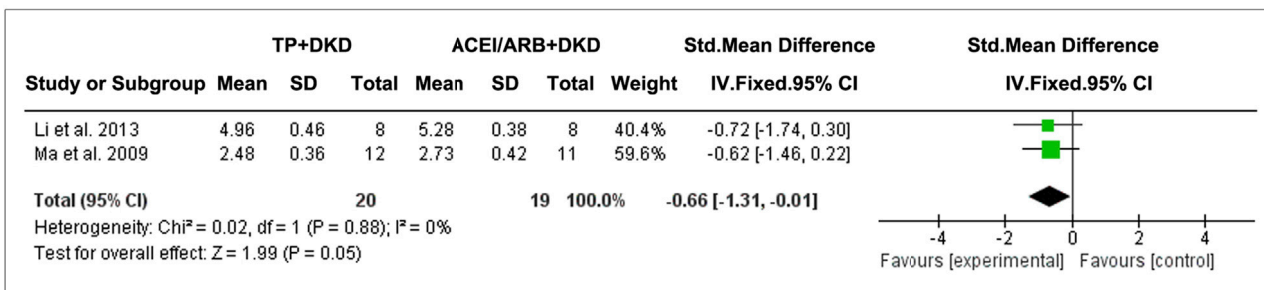 TP+DKD ACEI/ARB+DKD Std.Mean Difference Std.Mean Difference
Study or Subgroup Mean SD Total Mean SD Total Weight IV.Fixed.95% CI IV.Fixed.95% CI
Li et al. 2013 4.96 0.46 8 5.28 0.38 8 40.4% -0.72 [-1.74, 0.30]
Ma et al. 2009 2.48 0.36 12 2.73 0.42 11 59.6% -0.62 [-1.46, 0.22]
Total (95% CI) 20 19 100.0% -0.66 [-1.31, -0.01]
Heterogeneity: Chi² = 0.02, df = 1 (P = 0.88); I² = 0%
Test for overall effect: Z = 1.99 (P = 0.05)
-4 -2 0 2 4
Favours [experimental] Favours [control]